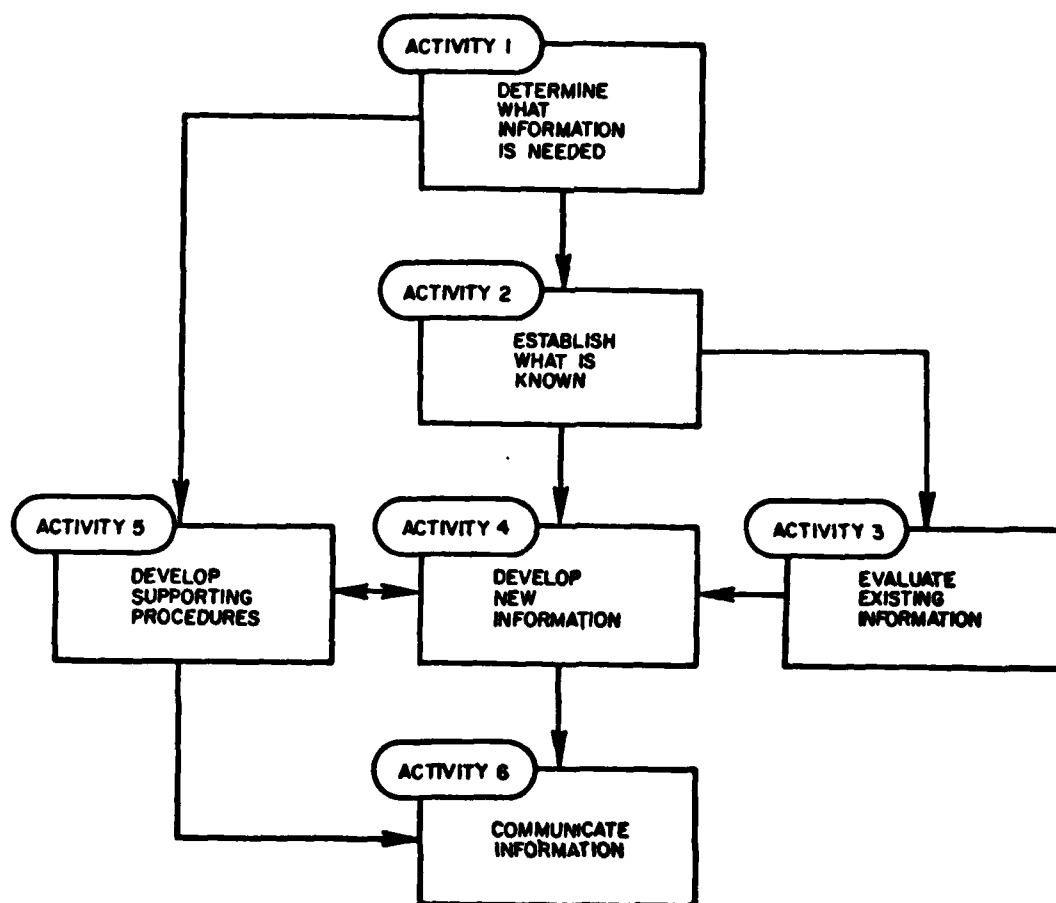 ACTIVITY 1
DETERMINE
WHAT
INFORMATION
IS NEEDED
ACTIVITY 2
ESTABLISH
WHAT IS
KNOWN
ACTIVITY 5
DEVELOP
SUPPORTING
PROCEDURES
ACTIVITY 4
DEVELOP
NEW
INFORMATION
ACTIVITY 3
EVALUATE
EXISTING
INFORMATION
ACTIVITY 6
COMMUNICATE
INFORMATION